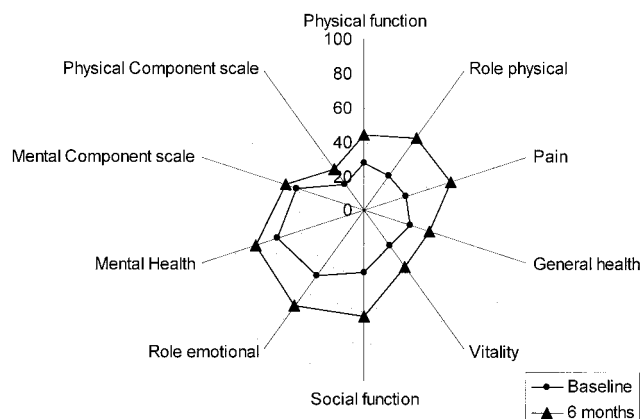 Physical function
100
80
60
40
20
0
Role physical
Pain
General health
Vitality
Social function
Role emotional
Mental Health
Mental Component scale
Physical Component scale
Baseline
6 months